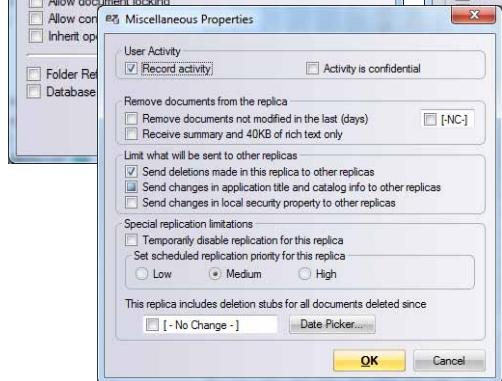 Allow document locking
Allow con
Inherit ope
Folder Ref
Database
Miscellaneous Properties
User Activity
Record activity
Activity is confidential
Remove documents from the replica
Remove documents not modified in the last (days)
[-NC-]
Receive summary and 40KB of rich text only
Limit what will be sent to other replicas
Send deletions made in this replica to other replicas
Send changes in application title and catalog info to other replicas
Send changes in local security property to other replicas
Special replication limitations
Temporarily disable replication for this replica
Set scheduled replication priority for this replica
Low Medium High
This replica includes deletion stubs for all documents deleted since
[ - No Change - ] Date Picker...
OK Cancel